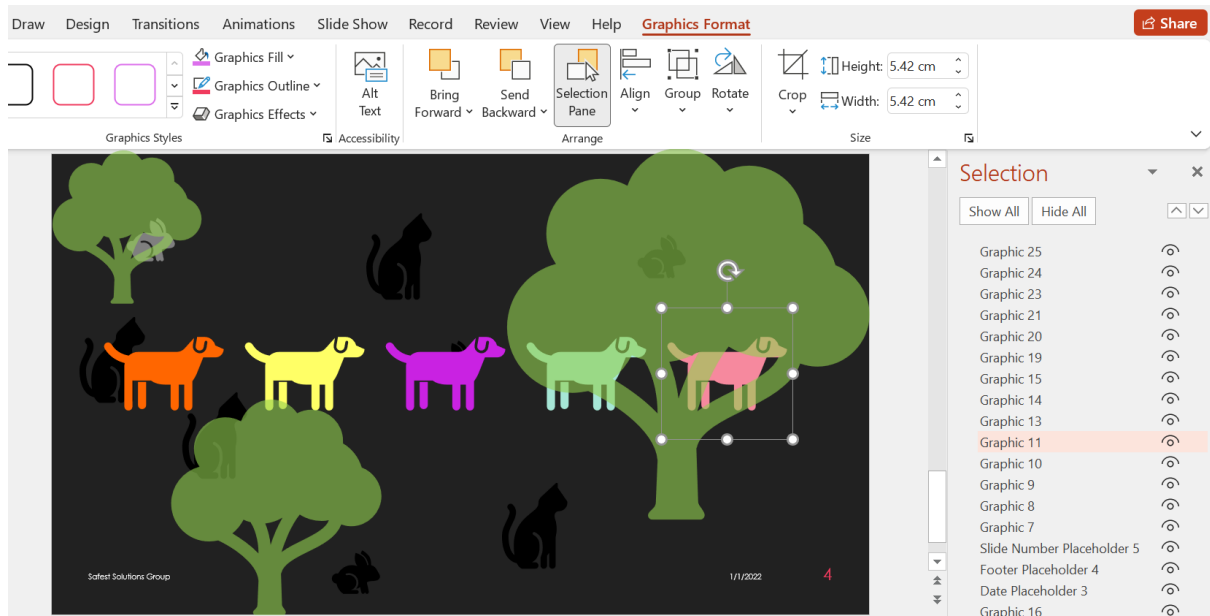 Draw Design Transitions Animations Slide Show Record Review View Help Graphics Format Share
Graphics Fill
Graphics Outline
Graphics Effects
Graphics Styles
Alt
Text
Accessibility
Bring
Forward
Send
Backward
Selection
Pane
Align
Group
Rotate
Arrange
Crop
Height: 5.42 cm
Width: 5.42 cm
Size
Safest Solutions Group
1/1/2022
4
Selection
Show All Hide All
Graphic 25
Graphic 24
Graphic 23
Graphic 21
Graphic 20
Graphic 19
Graphic 15
Graphic 14
Graphic 13
Graphic 11
Graphic 10
Graphic 9
Graphic 8
Graphic 7
Slide Number Placeholder 5
Footer Placeholder 4
Date Placeholder 3
Graphic 16